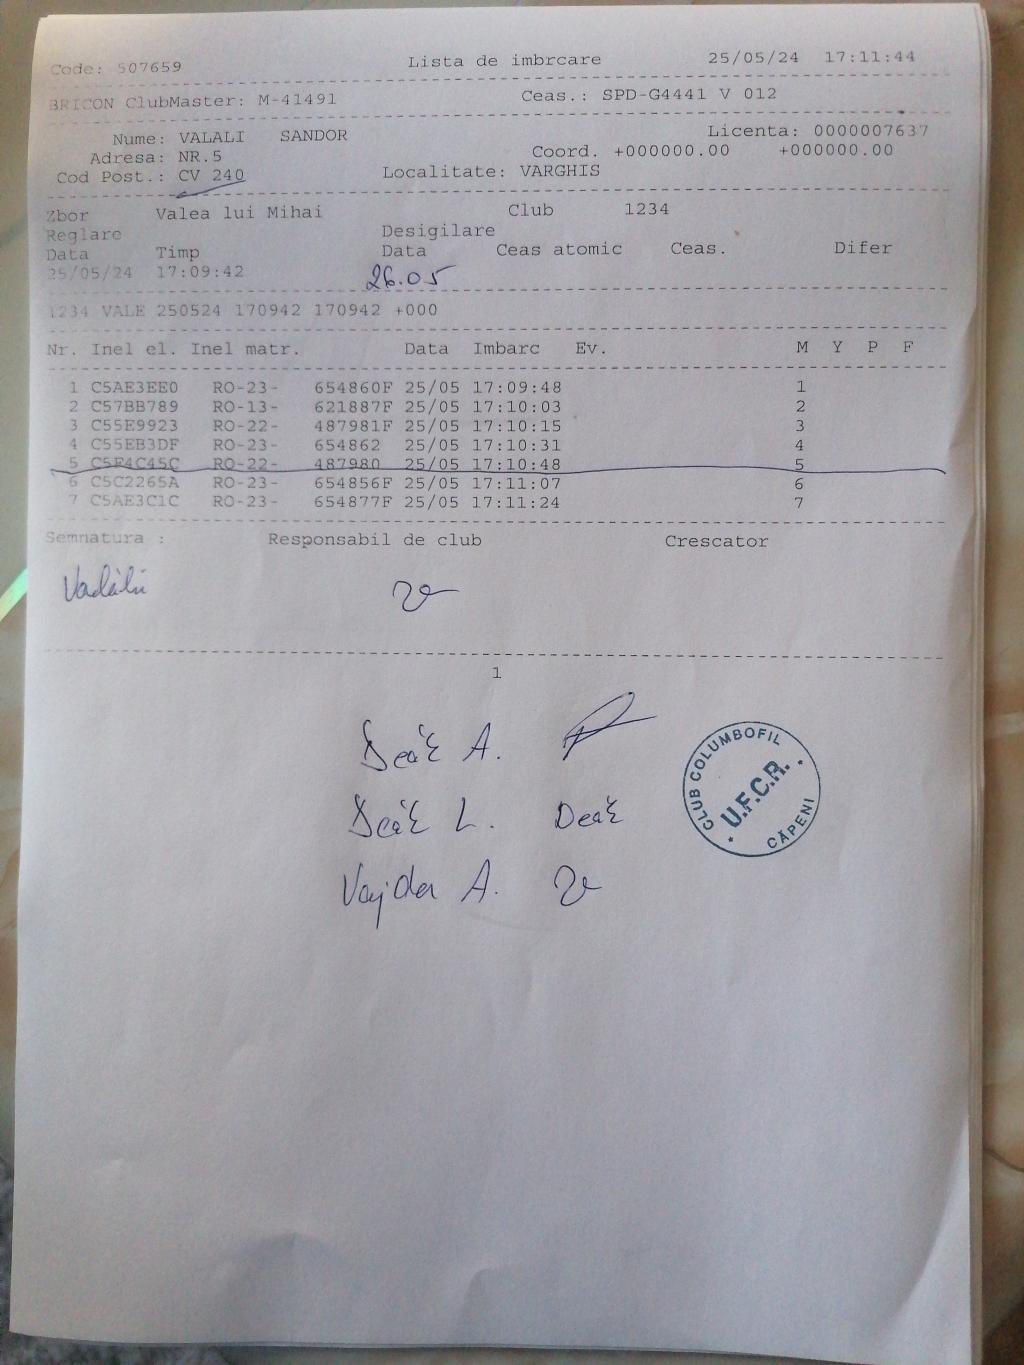 Code: 507659 Lista de imbrcare 25/05/24 17:11:44
BRICON ClubMaster: M-41491 Ceas.: SPD-G4441 V 012
Nume: VALALI SANDOR Licenta: 0000007637
Adresa: NR.5 Coord. +000000.00 +000000.00
Cod Post.: CV 240 Localitate: VARGHIS
Zbor Valea lui Mihai Club 1234
Reglare Desigilare
Data Timp Data Ceas atomic Ceas. Difer
25/05/24 17:09:42 26.05
1234 VALE 250524 170942 170942 +000
Nr. Inel el. Inel matr. Data Imbarc Ev. M Y P F
1 C5AE3EE0 RO-23- 654860F 25/05 17:09:48 1
2 C57BB789 RO-13- 621887F 25/05 17:10:03 2
3 C55E9923 RO-22- 487981F 25/05 17:10:15 3
4 C55EB3DF RO-23- 654862 25/05 17:10:31 4
5 C5F4C45C RO-22- 487980 25/05 17:10:48 5
6 C5C2265A RO-23- 654856F 25/05 17:11:07 6
7 C5AE3C1C RO-23- 654877F 25/05 17:11:24 7
Semnatura : Responsabil de club Crescator
1
Deák A.
Deák L. Deák
Vajda A.
CLUB COLUMBOFIL
U.F.C.R.
CĂPENI